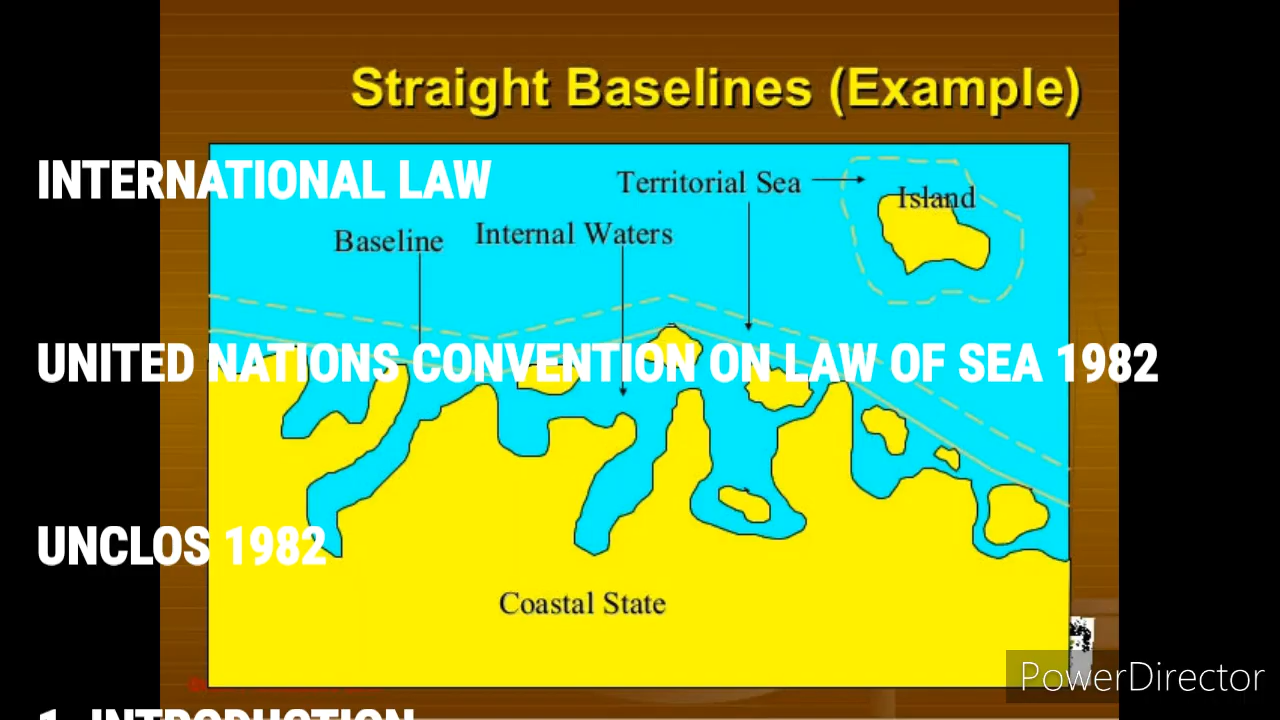 Straight Baselines (Example)
INTERNATIONAL LAW
Territorial Sea
Island
Baseline
Internal Waters
UNITED NATIONS CONVENTION ON LAW OF SEA 1982
UNCLOS 1982
Coastal State
PowerDirector
1. INTRODUCTION